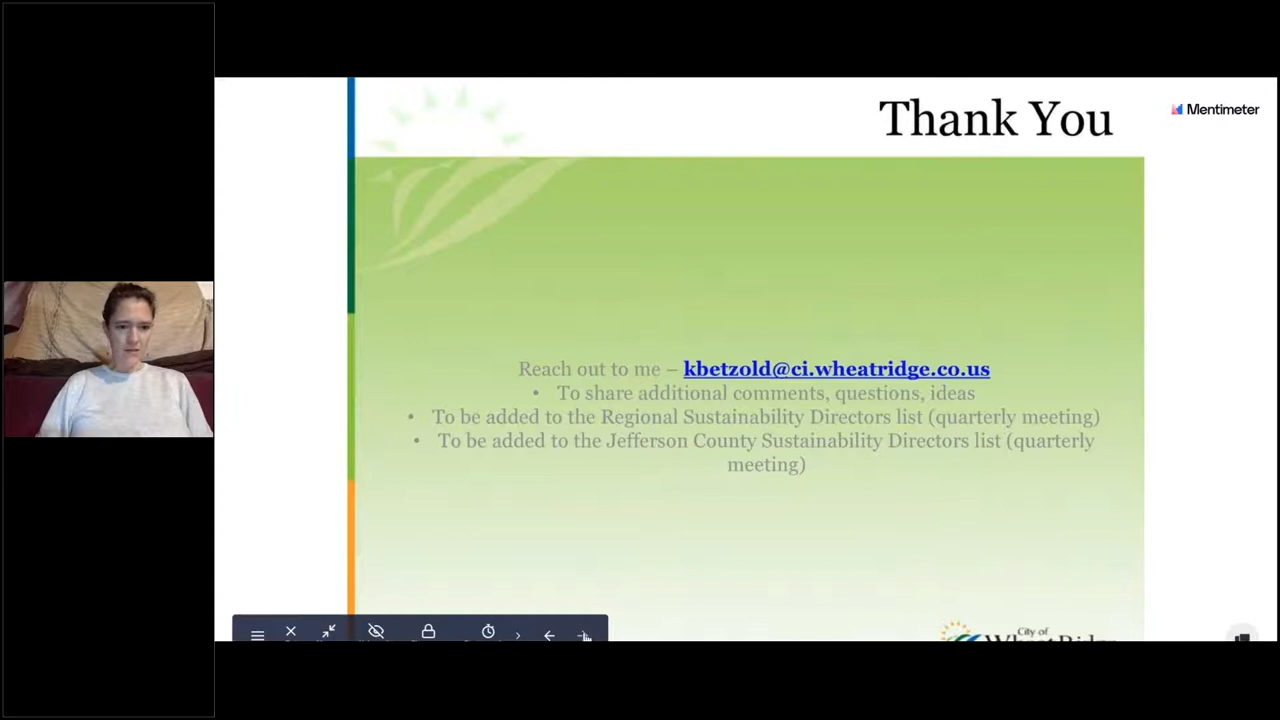 Thank You
Mentimeter
Reach out to me – kbetzold@ci.wheatridge.co.us
• To share additional comments, questions, ideas
• To be added to the Regional Sustainability Directors list (quarterly meeting)
• To be added to the Jefferson County Sustainability Directors list (quarterly
meeting)
City of
Wheat Ridge